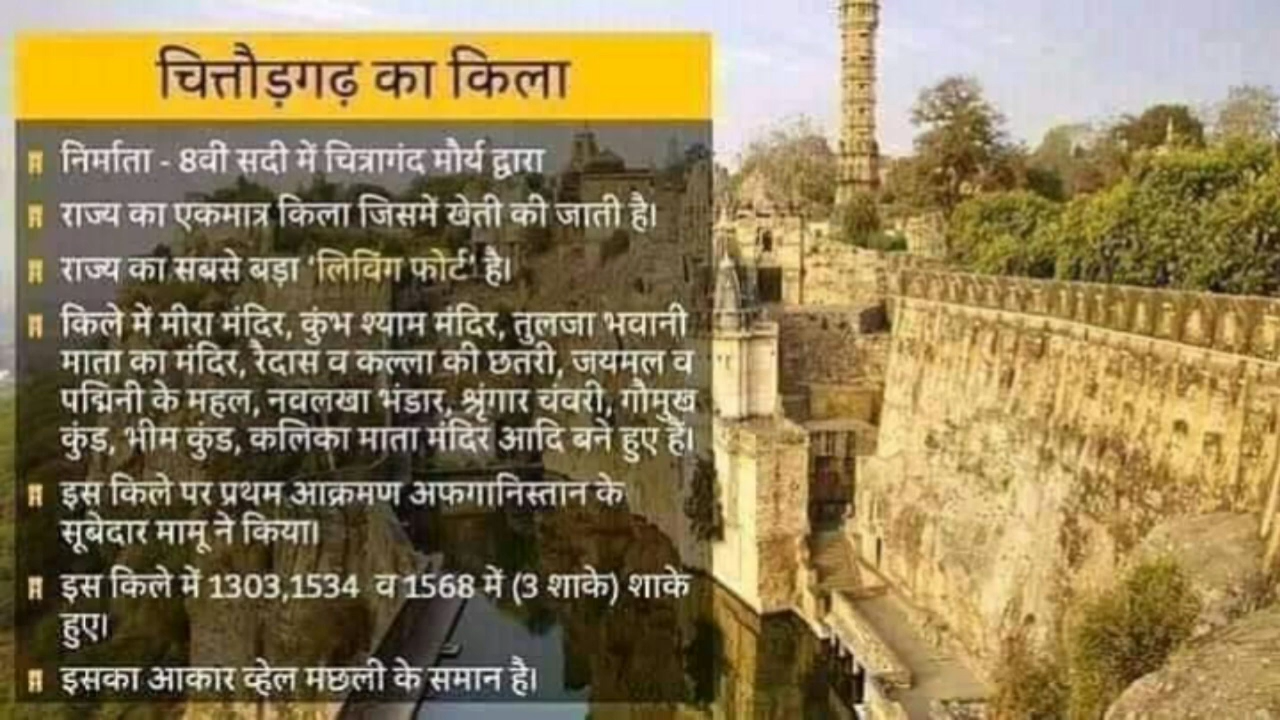 चित्तौड़गढ़ का किला
निर्माता - 8वी सदी में चित्रागंद मौर्य द्वारा
राज्य का एकमात्र किला जिसमें खेती की जाती है।
राज्य का सबसे बड़ा 'लिविंग फोर्ट' है।
किले में मीरा मंदिर, कुंभ श्याम मंदिर, तुलजा भवानी
माता का मंदिर, रैदास व कल्ला की छतरी, जयमल व
पद्मिनी के महल, नवलखा भंडार, श्रृंगार चंवरी, गौमुख
कुंड, भीम कुंड, कलिका माता मंदिर आदि बने हुए हैं।
इस किले पर प्रथम आक्रमण अफगानिस्तान के
सूबेदार मामू ने किया।
इस किले में 1303,1534 व 1568 में (3 शाके) शाके
हुए।
इसका आकार व्हेल मछली के समान है।